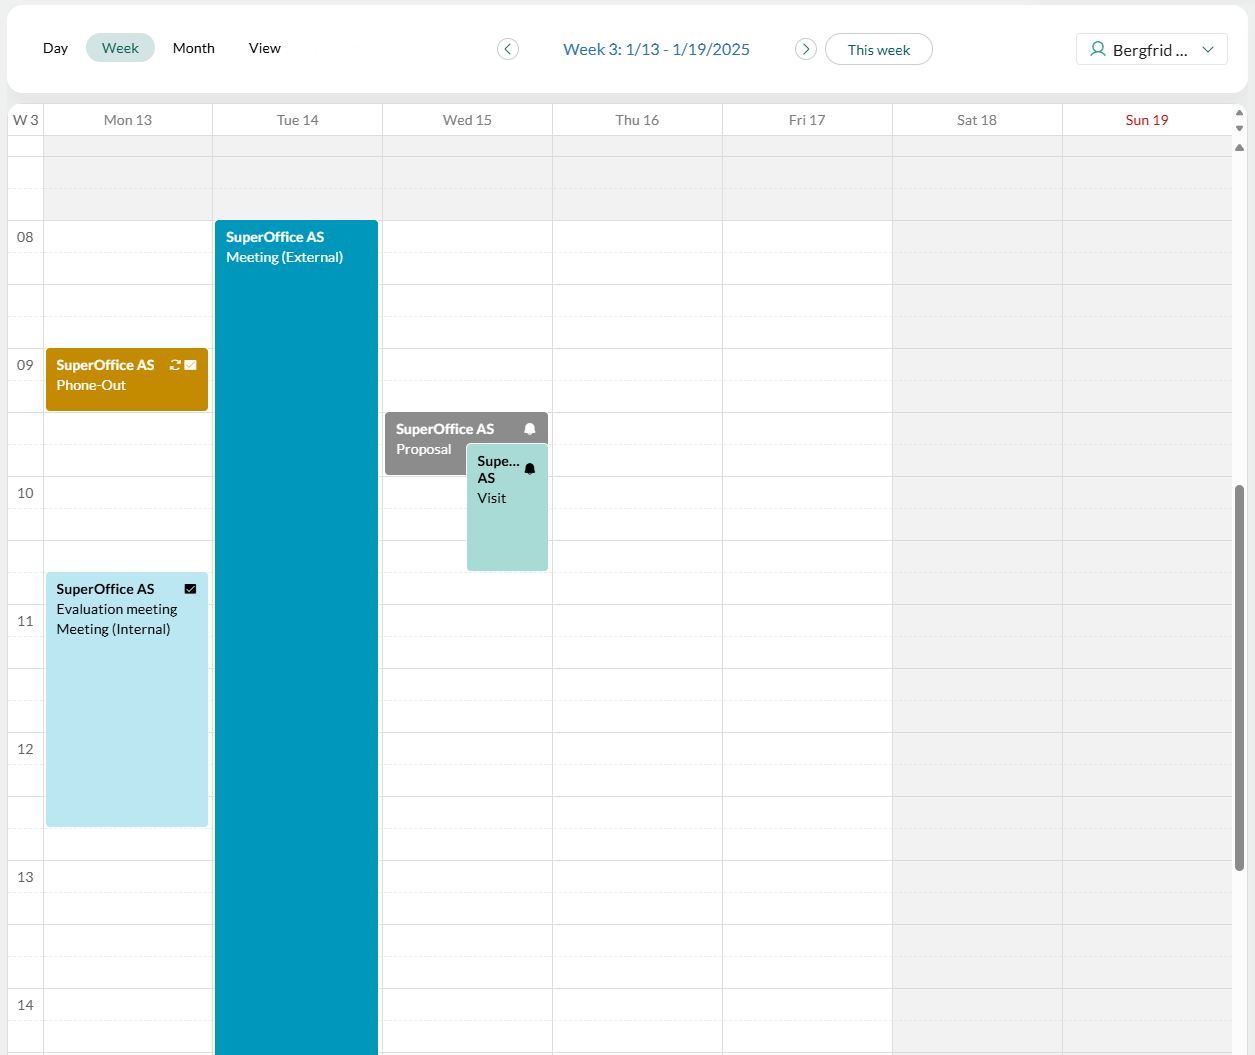 Day Week Month View Week 3: 1/13 - 1/19/2025 This week Bergfrid ...
W 3 Mon 13 Tue 14 Wed 15 Thu 16 Fri 17 Sat 18 Sun 19
08
SuperOffice AS
Meeting (External)
09
SuperOffice AS
Phone-Out
SuperOffice AS
Proposal
Supe...
AS
Visit
10
SuperOffice AS
Evaluation meeting
Meeting (Internal)
11
12
13
14